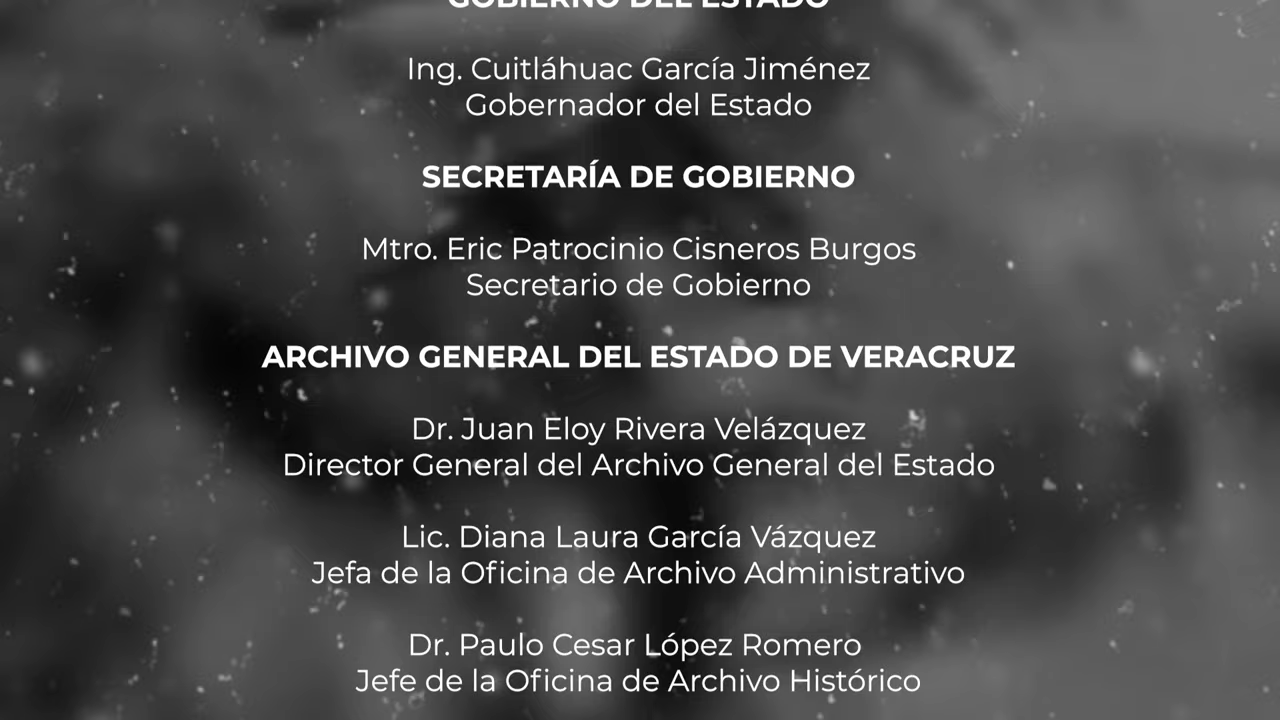 GOBIERNO DEL ESTADO
Ing. Cuitláhuac García Jiménez
Gobernador del Estado
SECRETARÍA DE GOBIERNO
Mtro. Eric Patrocinio Cisneros Burgos
Secretario de Gobierno
ARCHIVO GENERAL DEL ESTADO DE VERACRUZ
Dr. Juan Eloy Rivera Velázquez
Director General del Archivo General del Estado
Lic. Diana Laura García Vázquez
Jefa de la Oficina de Archivo Administrativo
Dr. Paulo Cesar López Romero
Jefe de la Oficina de Archivo Histórico